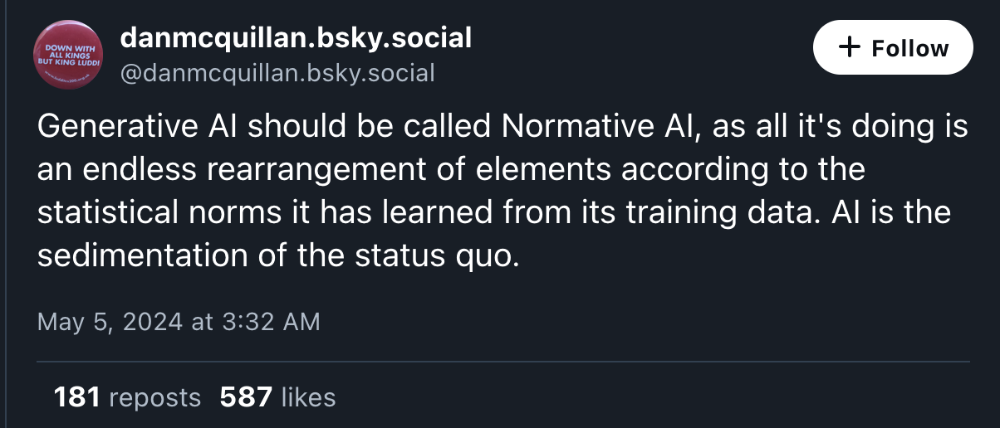 danmcquillan.bsky.social
@danmcquillan.bsky.social
+ Follow
DOWN WITH
ALL KINGS
BUT KING LUDD!
Generative AI should be called Normative AI, as all it's doing is
an endless rearrangement of elements according to the
statistical norms it has learned from its training data. AI is the
sedimentation of the status quo.
May 5, 2024 at 3:32 AM
181 reposts 587 likes